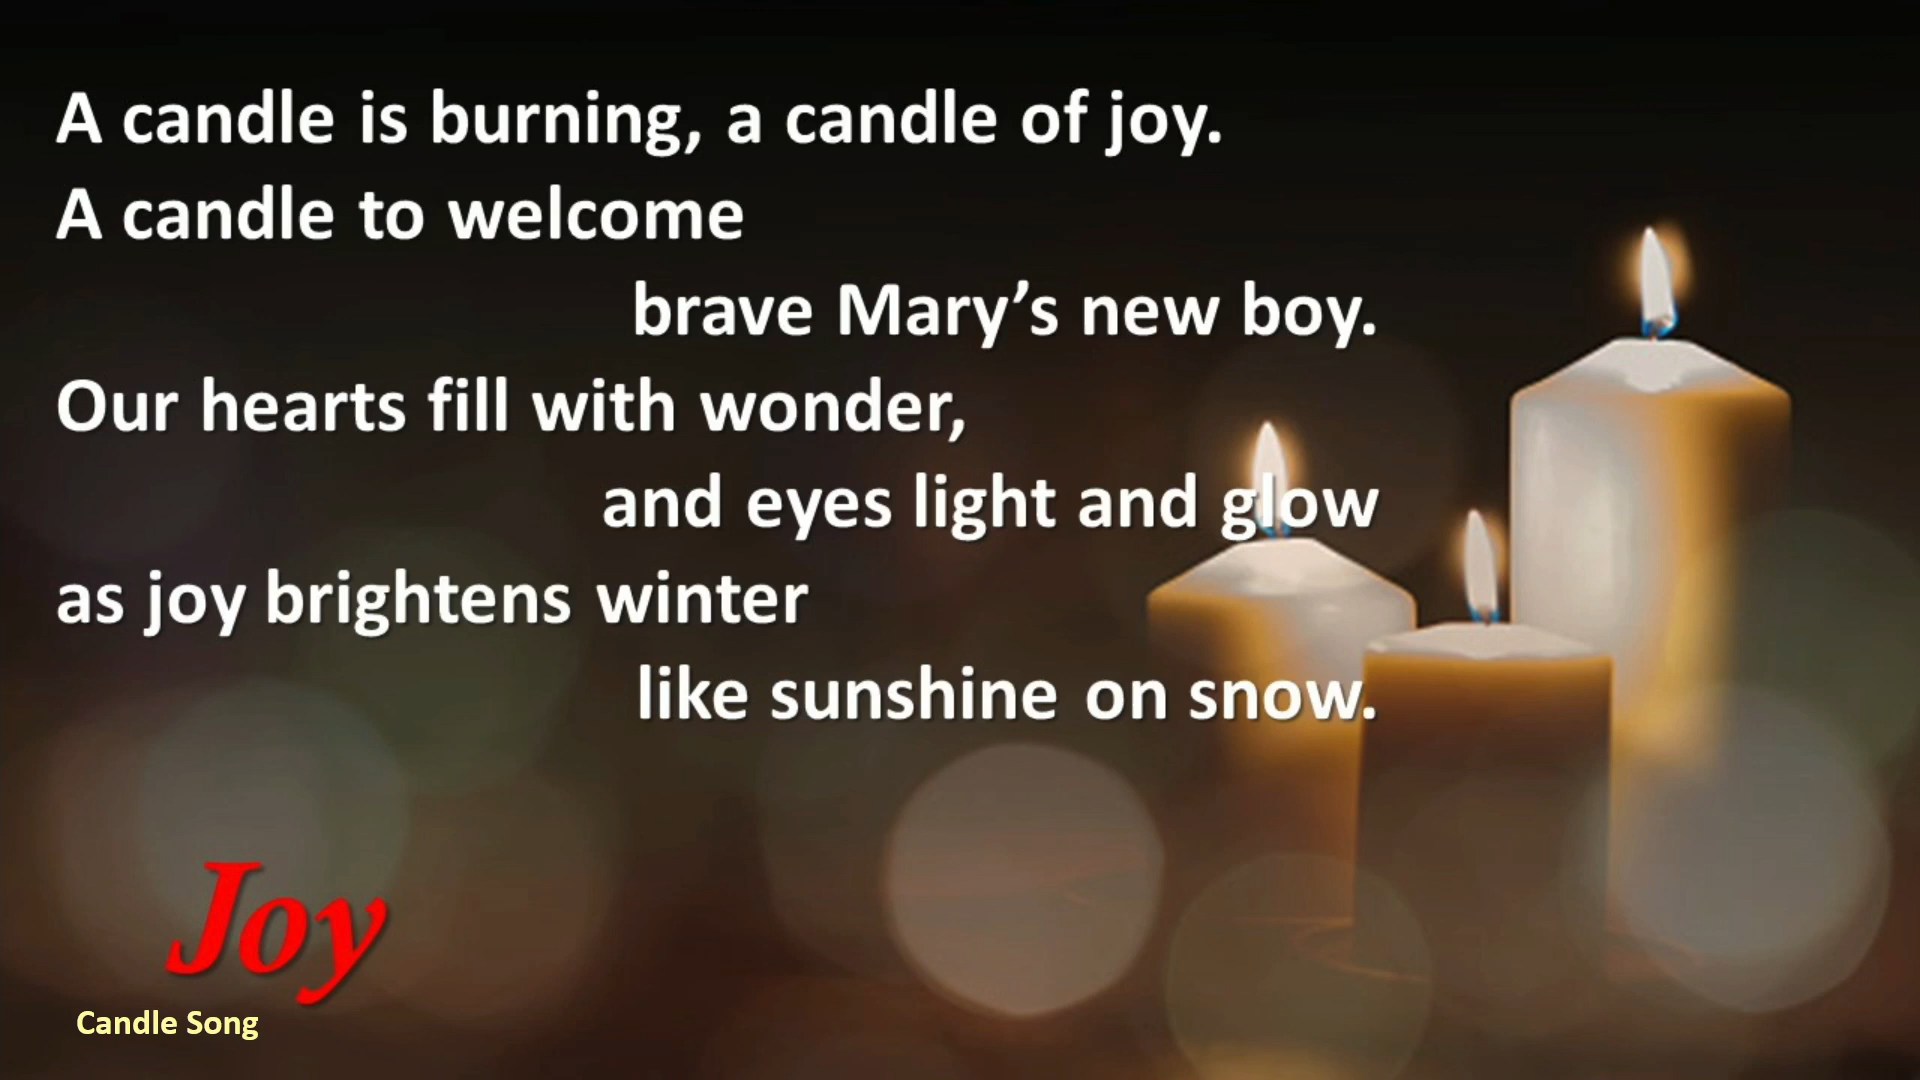 A candle is burning, a candle of joy.
A candle to welcome
brave Mary’s new boy.
Our hearts fill with wonder,
and eyes light and glow
as joy brightens winter
like sunshine on snow.
Joy
Candle Song